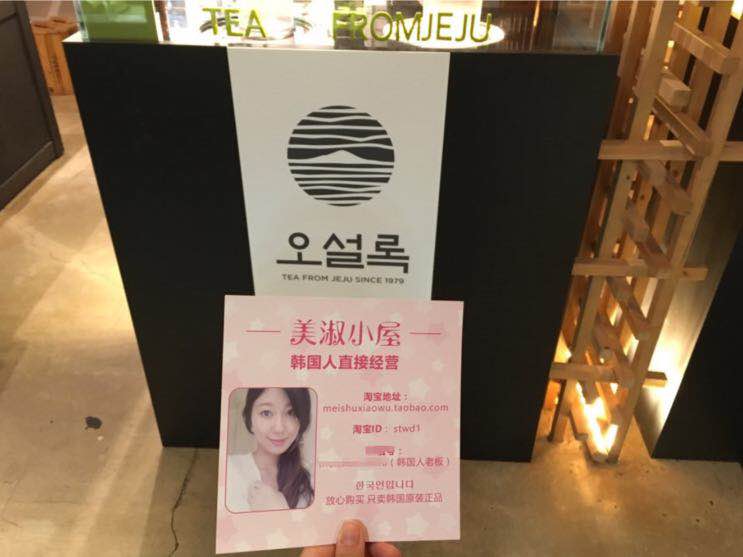 TEA FROMJEJU
오설록
TEA FROM JEJU SINCE 1979
美淑小屋
韩国人直接经营
淘宝地址：
meishuxiaowu.taobao.com
淘宝ID： stwd1
号：
（韩国人老板）
한국인입니다
放心购买 只卖韩国原装正品